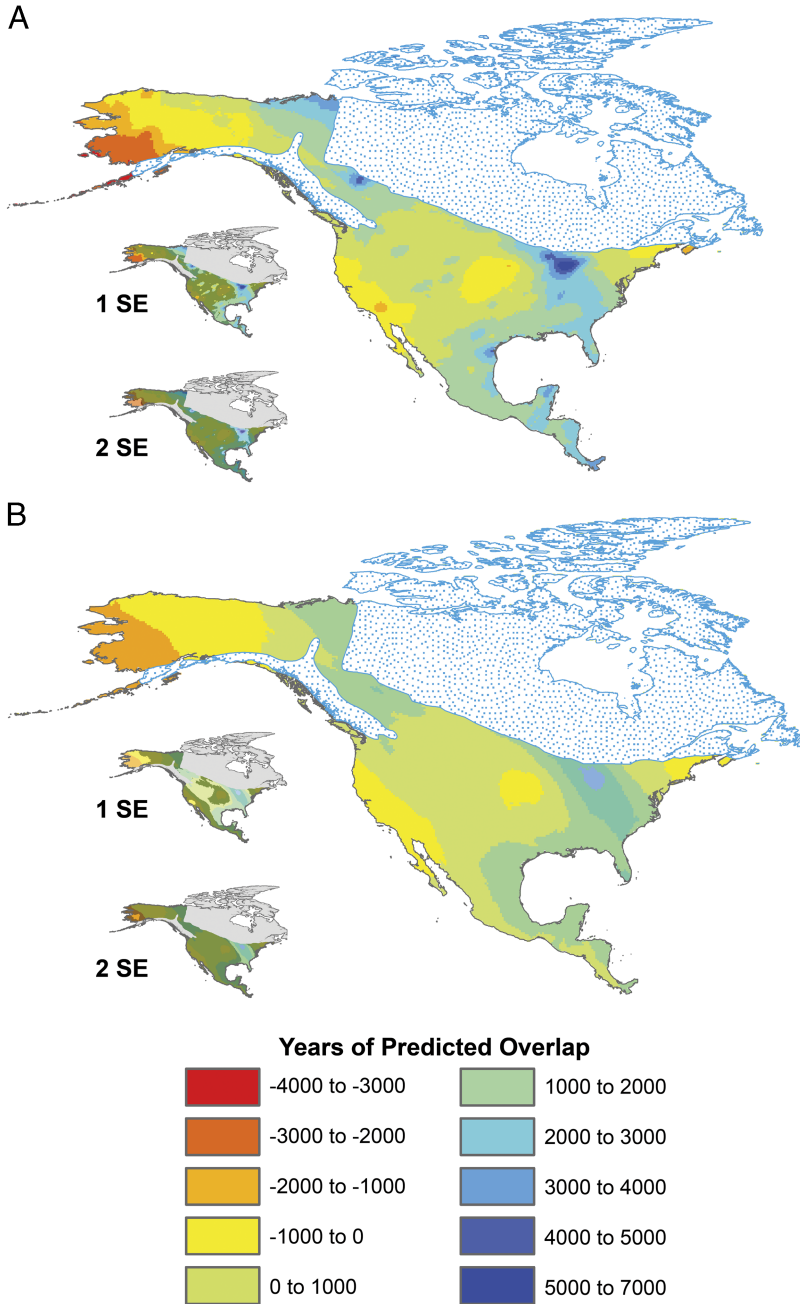 A
1 SE
2 SE
B
1 SE
2 SE
Years of Predicted Overlap
-4000 to -3000
-3000 to -2000
-2000 to -1000
-1000 to 0
0 to 1000
1000 to 2000
2000 to 3000
3000 to 4000
4000 to 5000
5000 to 7000